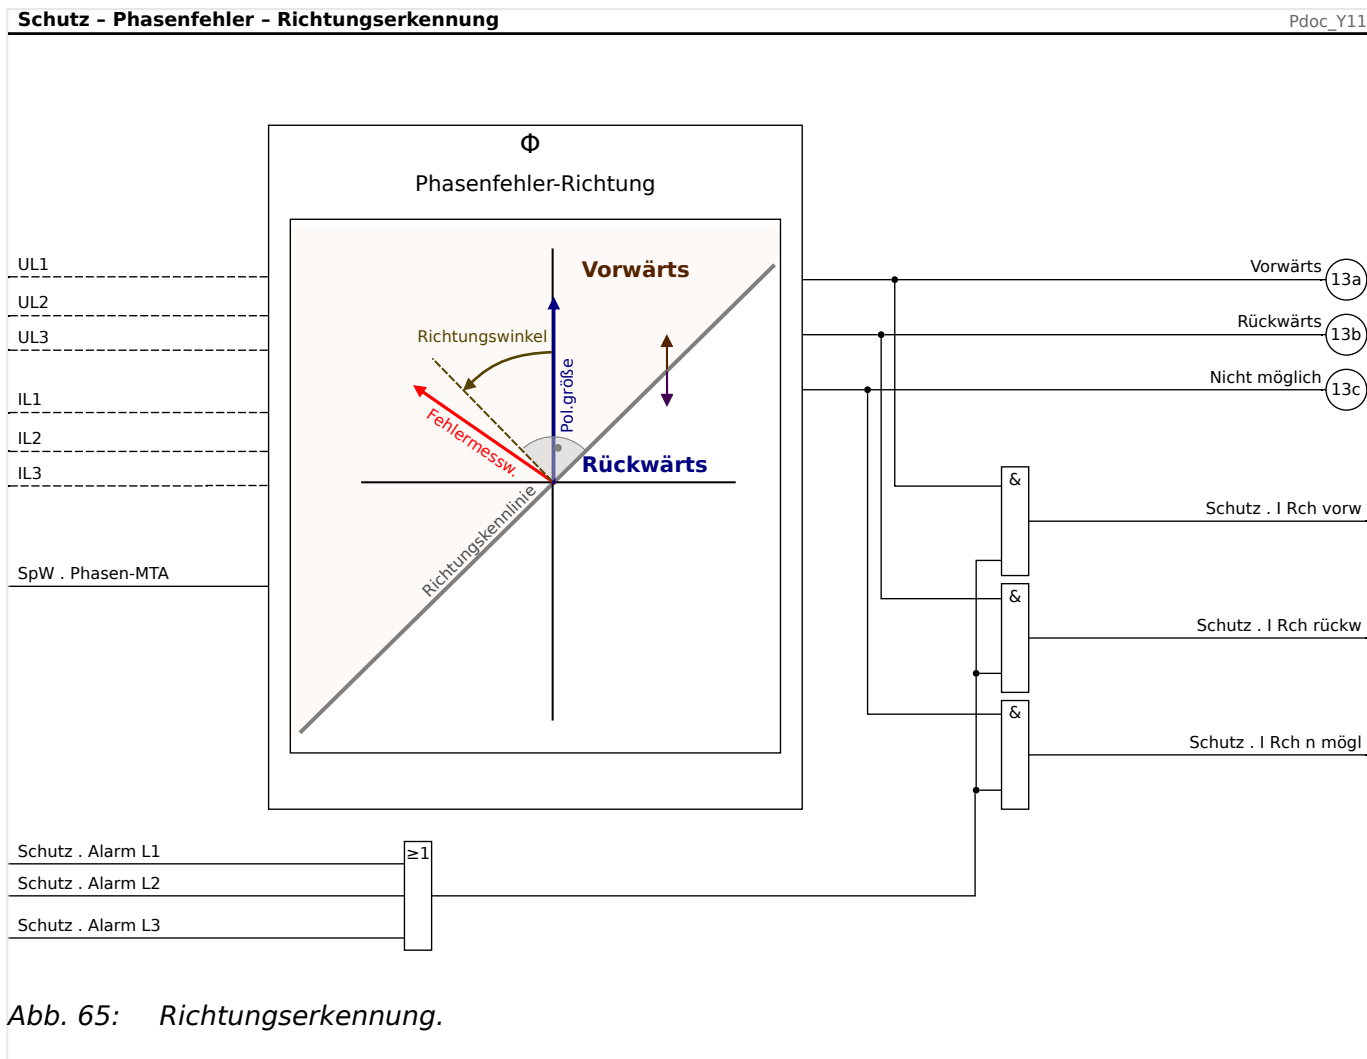 Schutz – Phasenfehler – Richtungserkennung
Pdoc_Y11
Φ
Phasenfehler-Richtung
UL1
UL2
UL3
IL1
IL2
IL3
SpW . Phasen-MTA
Vorwärts
Richtungswinkel
Pol.größe
Fehlermessw.
Rückwärts
Richtungskennlinie
Vorwärts
13a
Rückwärts
13b
Nicht möglich
13c
&
Schutz . I Rch vorw
&
Schutz . I Rch rückw
&
Schutz . I Rch n mögl
Schutz . Alarm L1
≥1
Schutz . Alarm L2
Schutz . Alarm L3
Abb. 65: Richtungserkennung.